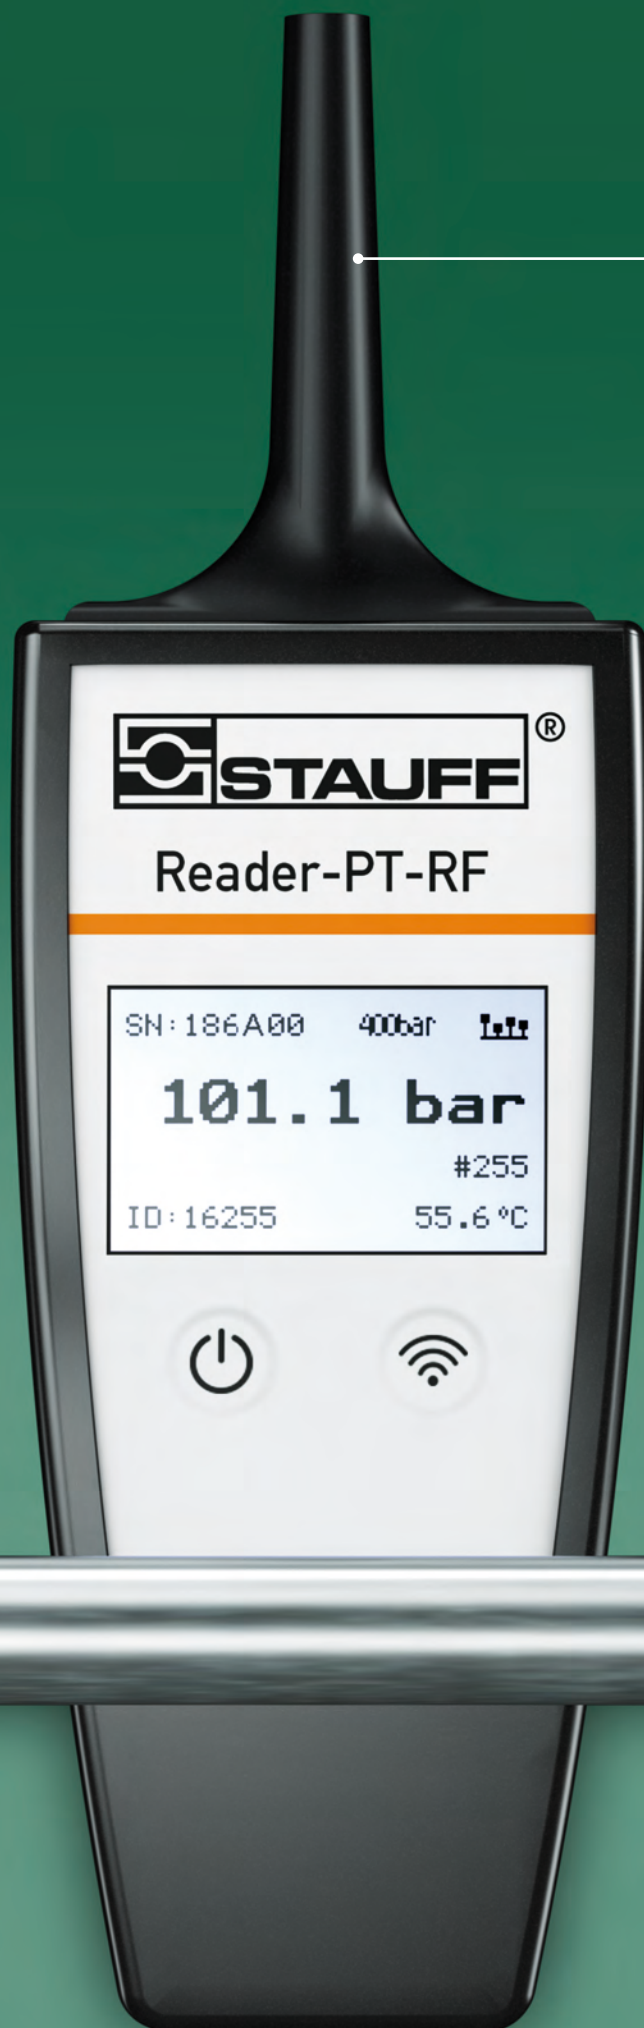 STAUFF®
Reader-PT-RF
SN:186A00 400bar
101.1 bar
#255
ID:16255 55.6°C